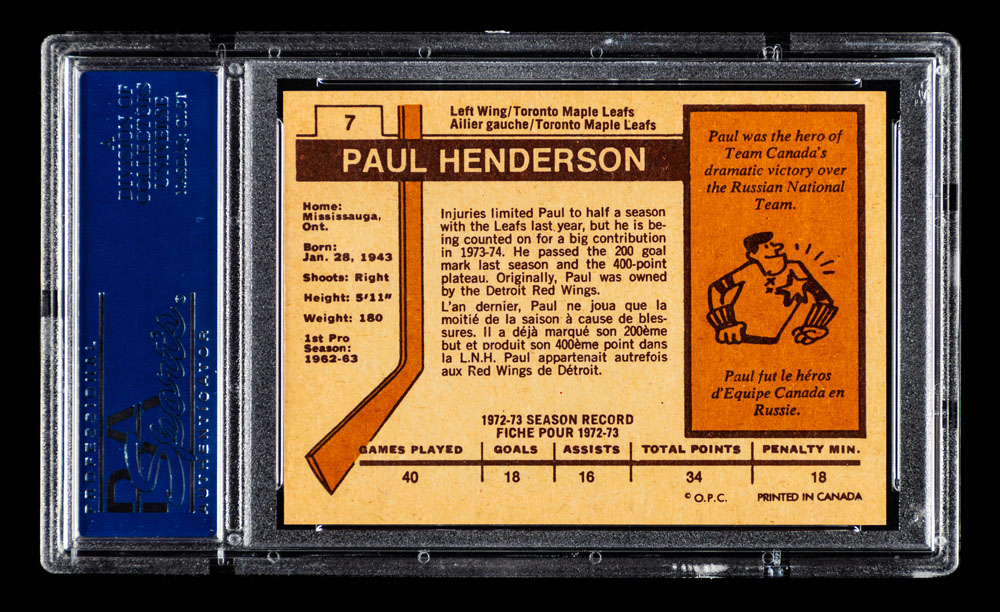 A
DIVISION OF
COLLECTORS
UNIVERSE
NASDAQ: CLCT
PROFESSIONAL
PSA
Sports
AUTHENTICATOR
7
Left Wing/Toronto Maple Leafs
Ailier gauche/Toronto Maple Leafs
PAUL HENDERSON
Home:
Mississauga,
Ont.
Born:
Jan. 28, 1943
Shoots: Right
Height: 5'11"
Weight: 180
1st Pro
Season:
1962-63
Injuries limited Paul to half a season
with the Leafs last year, but he is be-
ing counted on for a big contribution
in 1973-74. He passed the 200 goal
mark last season and the 400-point
plateau. Originally, Paul was owned
by the Detroit Red Wings.
L'an dernier, Paul ne joua que la
moitié de la saison à cause de bles-
sures. Il a déjà marqué son 200ème
but et produit son 400ème point dans
la L.N.H. Paul appartenait autrefois
aux Red Wings de Détroit.
Paul was the hero of
Team Canada's
dramatic victory over
the Russian National
Team.
Paul fut le héros
d'Equipe Canada en
Russie.
1972-73 SEASON RECORD
FICHE POUR 1972-73
GAMES PLAYED GOALS ASSISTS TOTAL POINTS PENALTY MIN.
40 18 16 34 18
© O.P.C. PRINTED IN CANADA